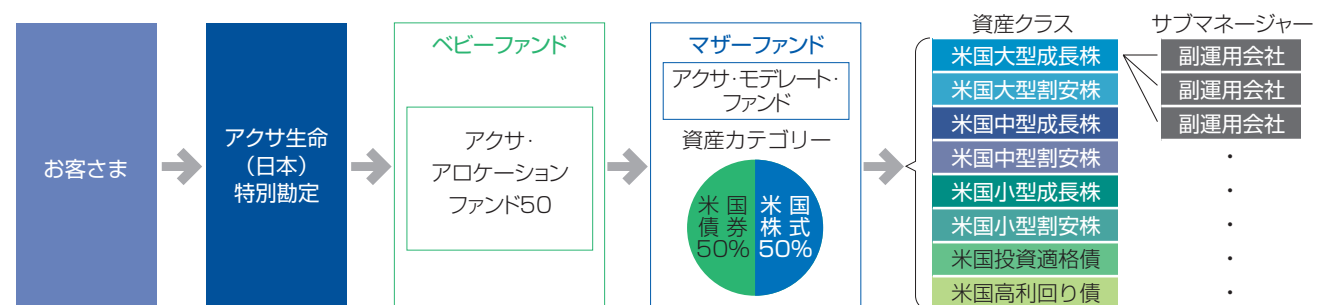 お客さま
アクサ生命
（日本）
特別勘定
ベビーファンド
アクサ・
アロケーション
ファンド50
マザーファンド
アクサ・モデレート・
ファンド
資産カテゴリー
米国
債券
50%
米国
株式
50%
資産クラス
米国大型成長株
米国大型割安株
米国中型成長株
米国中型割安株
米国小型成長株
米国小型割安株
米国投資適格債
米国高利回り債
サブマネージャー
副運用会社
副運用会社
副運用会社
・
・
・
・
・